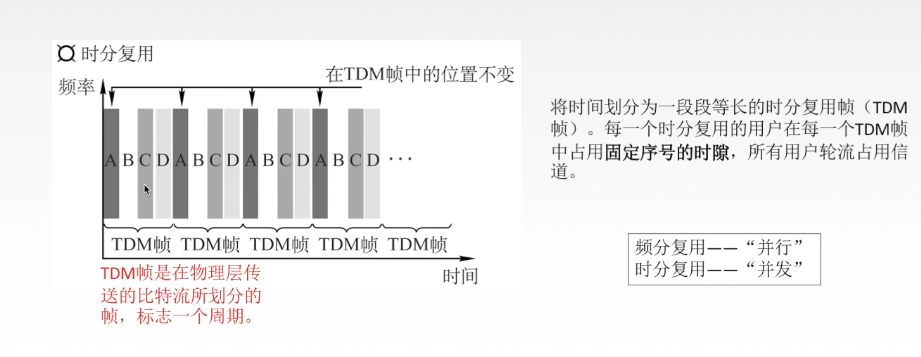 ¤ 时分复用
频率
在TDM帧中的位置不变
A B C D A B C D A B C D A B C D ···
TDM帧 TDM帧 TDM帧 TDM帧 TDM帧
时间
TDM帧是在物理层传
送的比特流所划分的
帧，标志一个周期。
将时间划分为一段段等长的时分复用帧（TDM
帧）。每一个时分复用的用户在每一个TDM帧
中占用固定序号的时隙，所有用户轮流占用信
道。
频分复用——“并行”
时分复用——“并发”